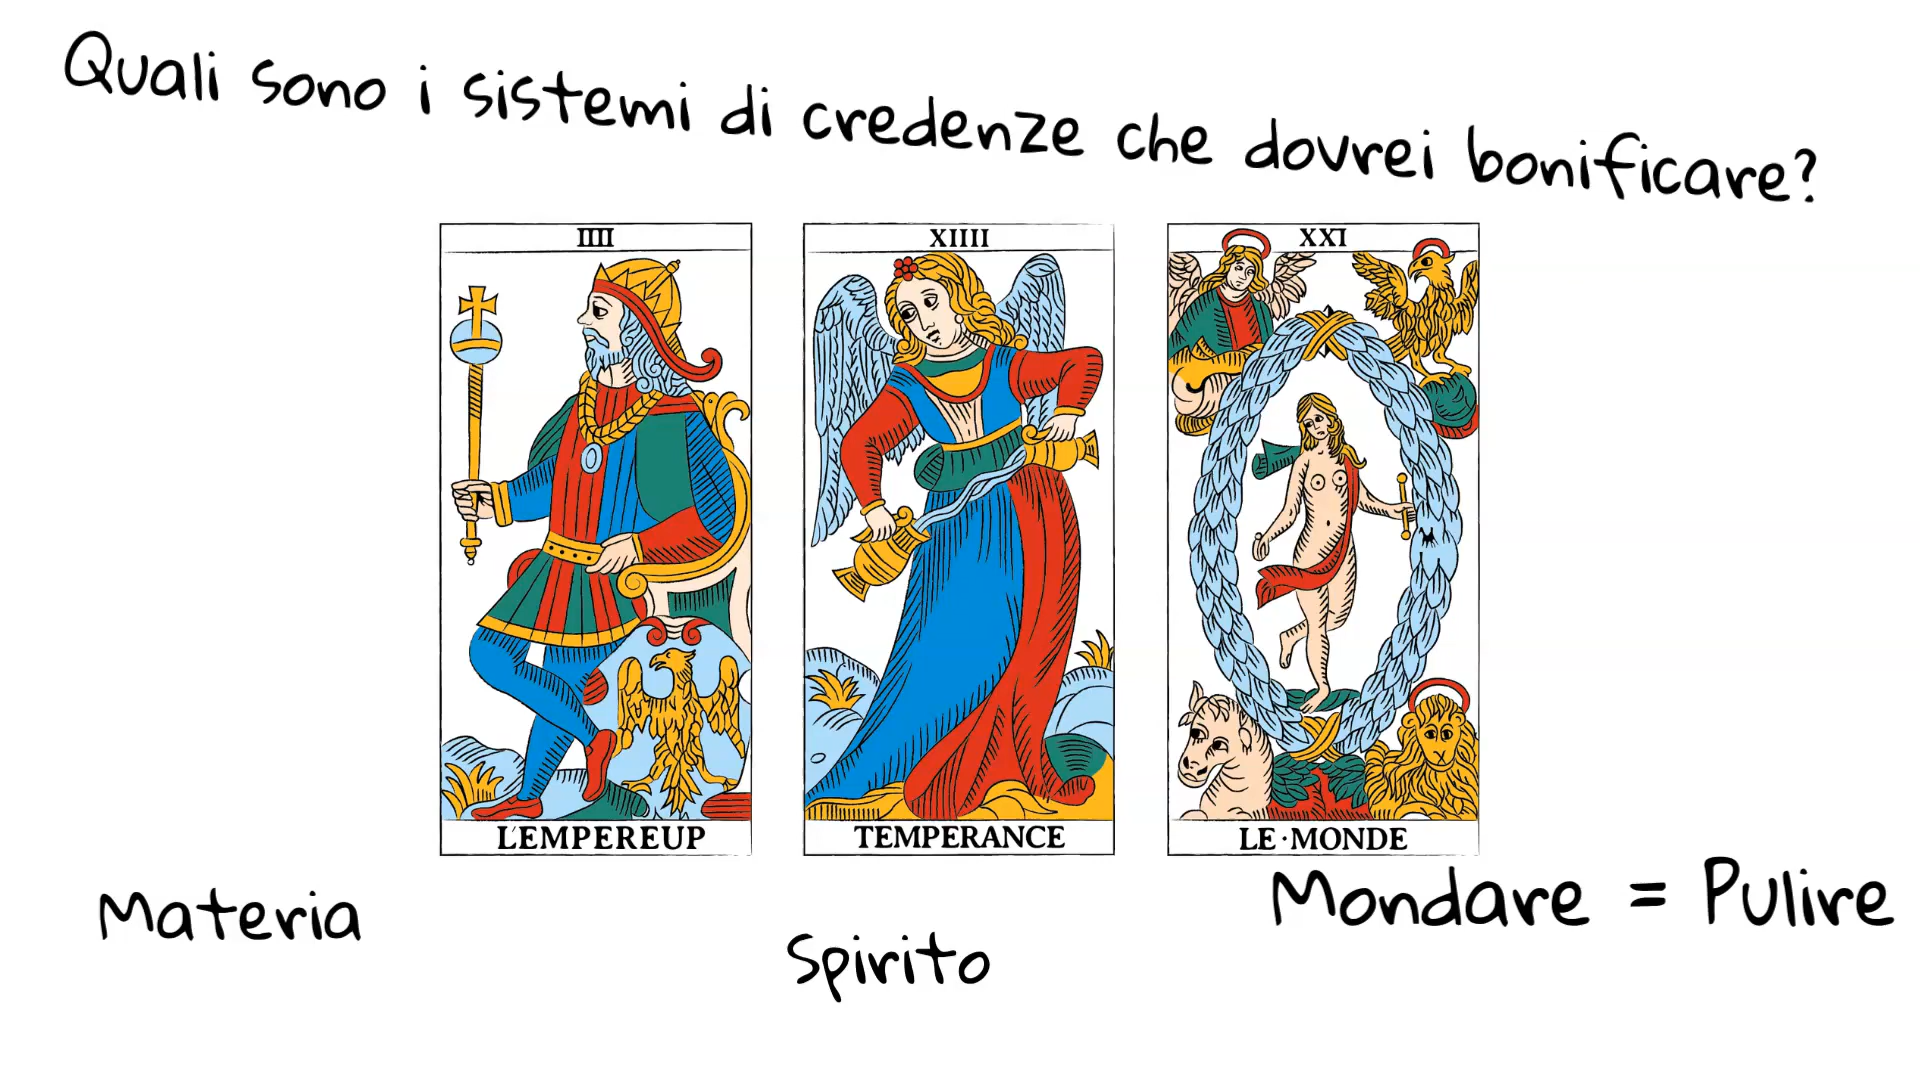 Quali sono i sistemi di credenze che dovrei bonificare?
IIII
XIIII
XXI
L'EMPEREUP
TEMPERANCE
LE·MONDE
Materia
Spirito
Mondare = Pulire